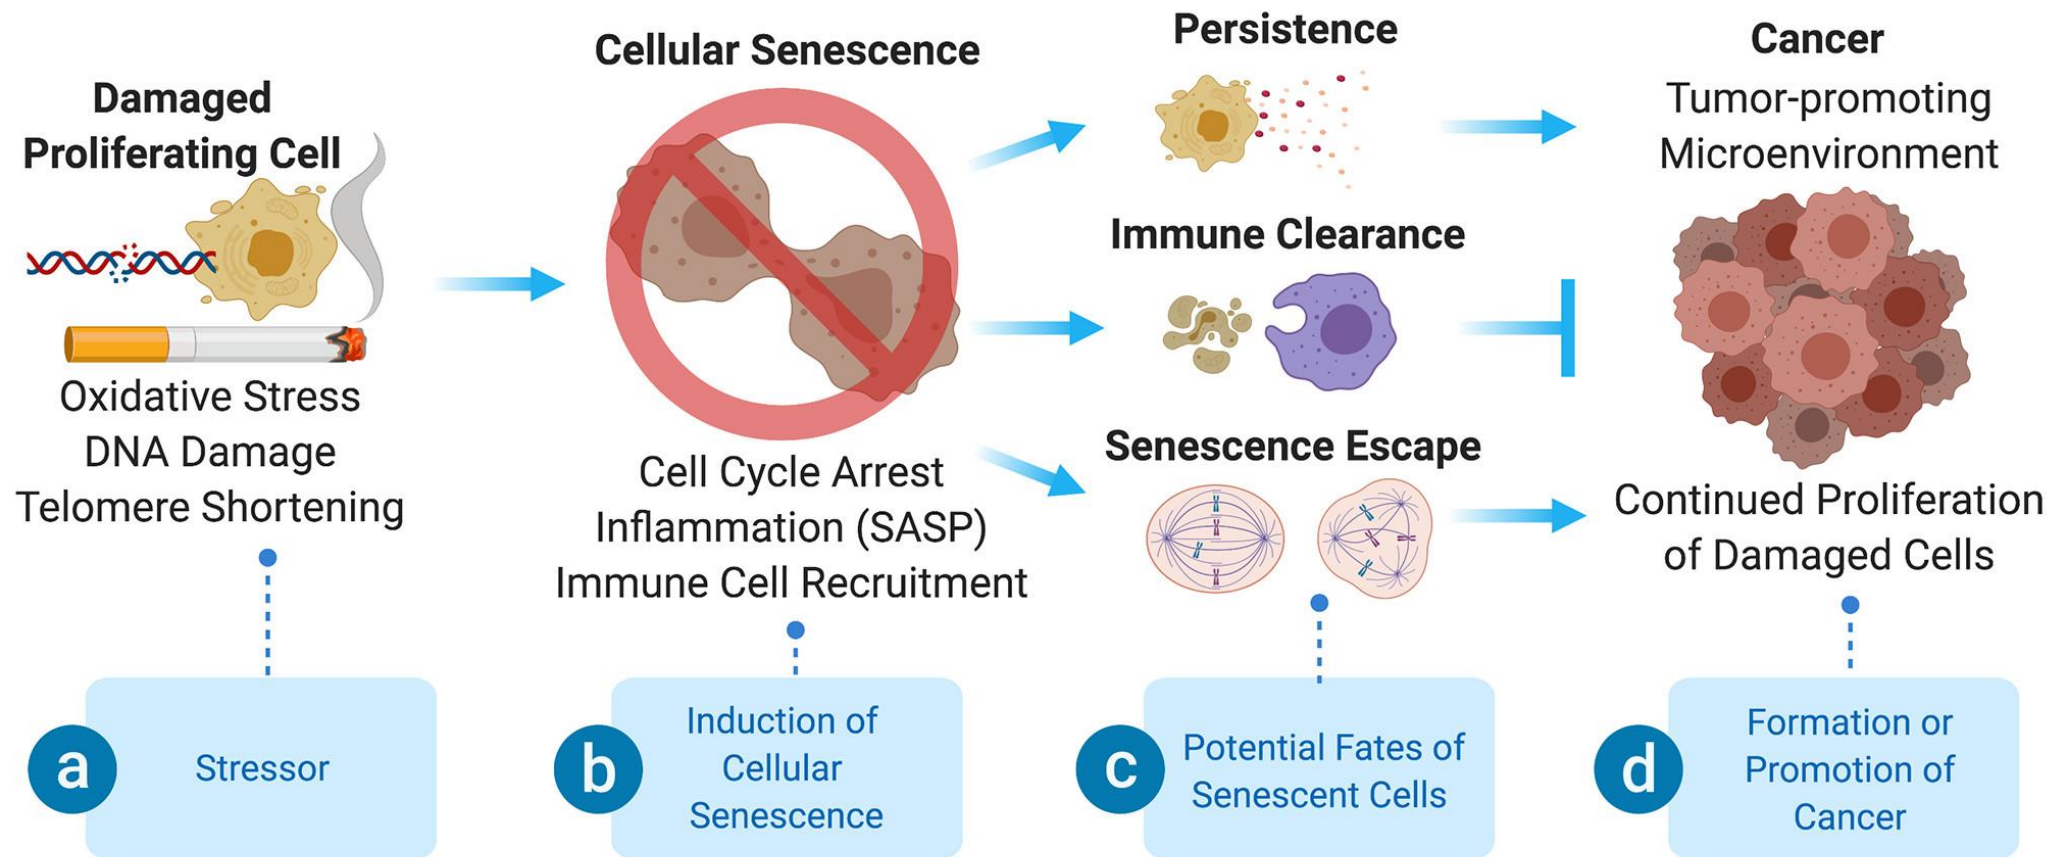 Damaged
Proliferating Cell
Oxidative Stress
DNA Damage
Telomere Shortening
Cellular Senescence
Cell Cycle Arrest
Inflammation (SASP)
Immune Cell Recruitment
Persistence
Immune Clearance
Senescence Escape
Cancer
Tumor-promoting
Microenvironment
Continued Proliferation
of Damaged Cells
a
Stressor
b
Induction of
Cellular
Senescence
c
Potential Fates of
Senescent Cells
d
Formation or
Promotion of
Cancer